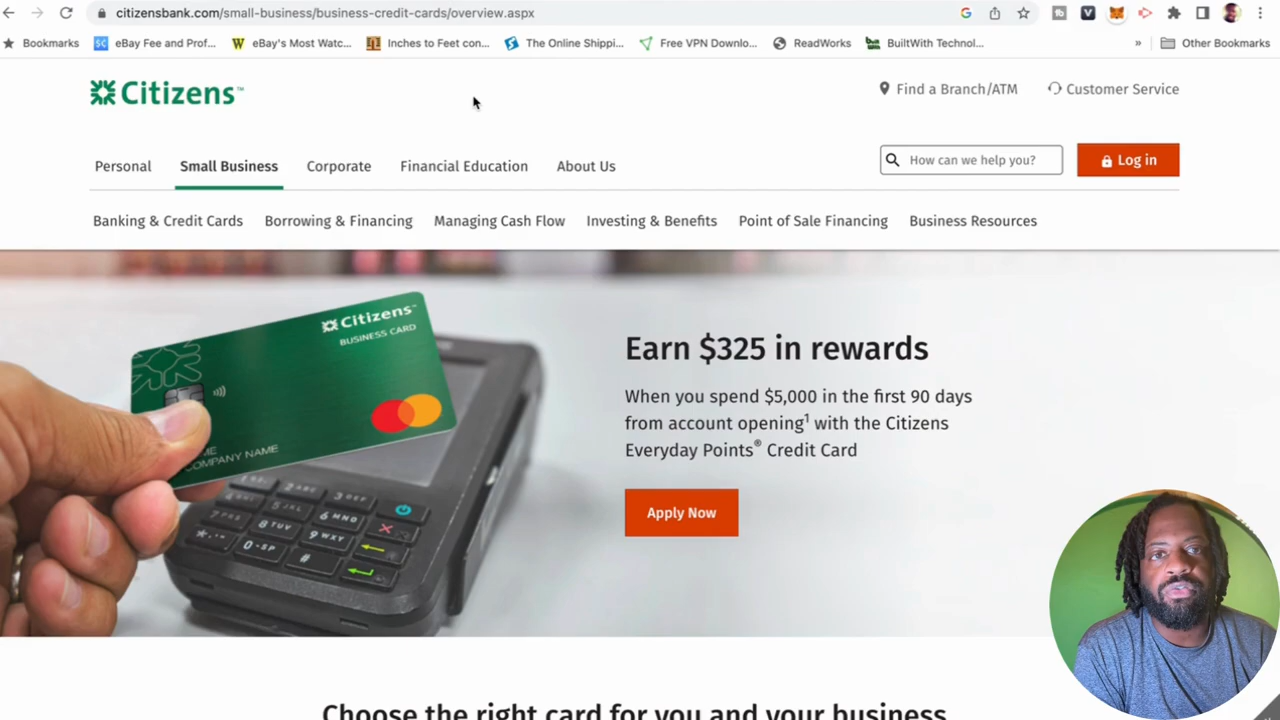 citizensbank.com/small-business/business-credit-cards/overview.aspx
Bookmarks eBay Fee and Prof... eBay's Most Watc... Inches to Feet con... The Online Shippi... Free VPN Downlo... ReadWorks BuiltWith Technol... » Other Bookmarks
Citizens™
Find a Branch/ATM Customer Service
Personal Small Business Corporate Financial Education About Us
How can we help you? Log in
Banking & Credit Cards Borrowing & Financing Managing Cash Flow Investing & Benefits Point of Sale Financing Business Resources
Citizens™
BUSINESS CARD
COMPANY NAME
Earn $325 in rewards
When you spend $5,000 in the first 90 days
from account opening¹ with the Citizens
Everyday Points® Credit Card
Apply Now
Choose the right card for you and your business